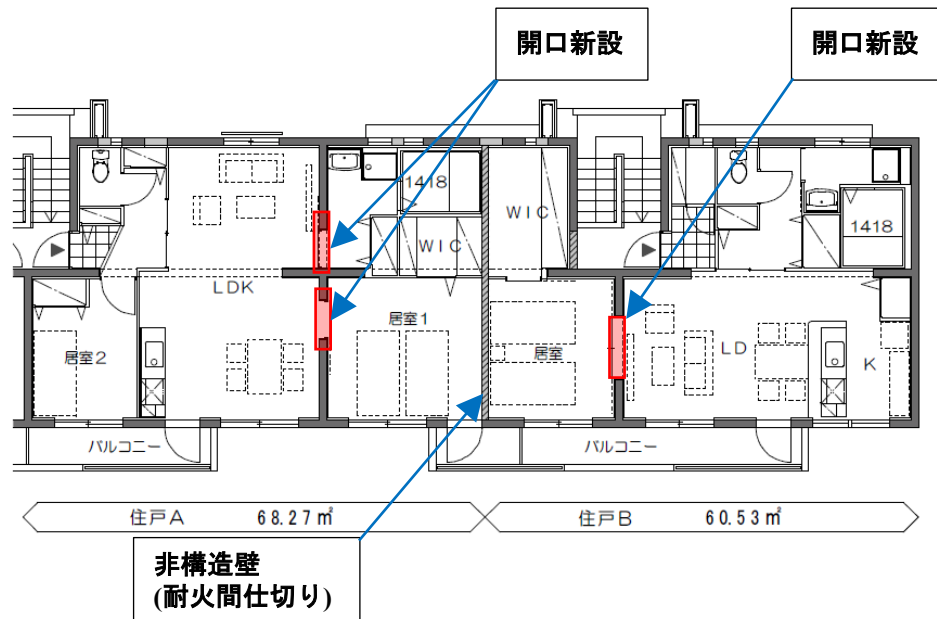 開口新設
開口新設
1418
WIC
WIC
1418
LDK
居室1
居室
LD
K
居室2
バルコニー
バルコニー
住戸A 68.27㎡
住戸B 60.53㎡
非構造壁
(耐火間仕切り)